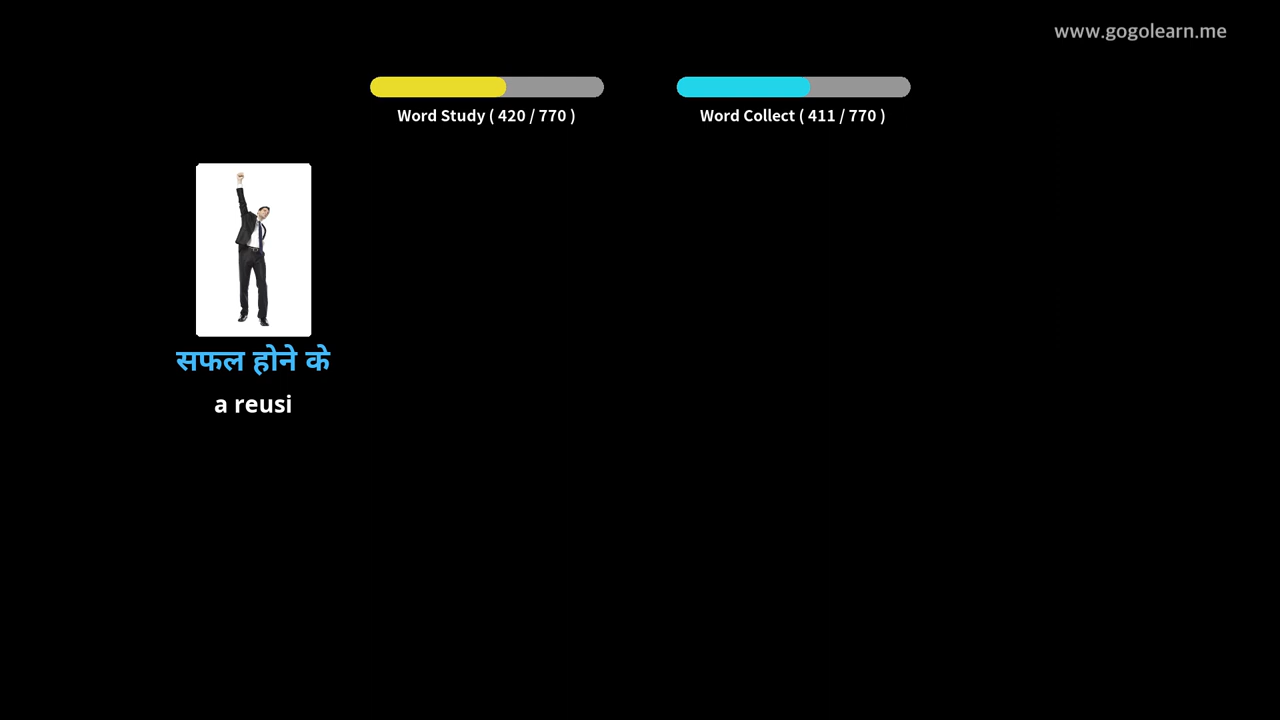 www.gogolearn.me
Word Study ( 420 / 770 )
Word Collect ( 411 / 770 )
सफल होने के
a reusi